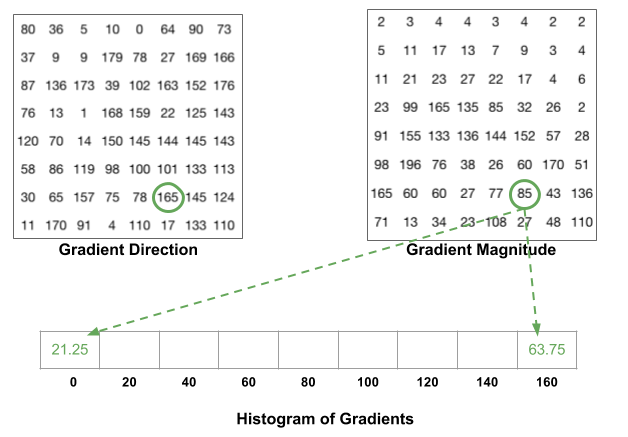 80 36 5 10 0 64 90 73
37 9 9 179 78 27 169 166
87 136 173 39 102 163 152 176
76 13 1 168 159 22 125 143
120 70 14 150 145 144 145 143
58 86 119 98 100 101 133 113
30 65 157 75 78 165 145 124
11 170 91 4 110 17 133 110
Gradient Direction
2 3 4 4 3 4 2 2
5 11 17 13 7 9 3 4
11 21 23 27 22 17 4 6
23 99 165 135 85 32 26 2
91 155 133 136 144 152 57 28
98 196 76 38 26 60 170 51
165 60 60 27 77 85 43 136
71 13 34 23 108 27 48 110
Gradient Magnitude
21.25 63.75
0 20 40 60 80 100 120 140 160
Histogram of Gradients